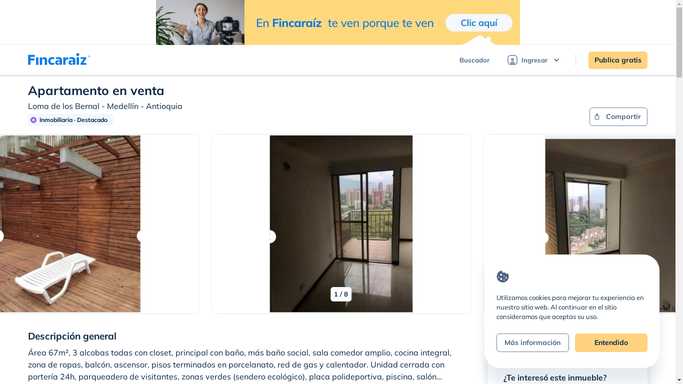 En Fincaraíz te ven porque te ven
Clic aquí
Fincaraiz
Buscador
Ingresar
Publica gratis
Apartamento en venta
Loma de los Bernal - Medellín - Antioquia
Inmobiliaria · Destacado
Compartir
1 / 8
Descripción general
Área 67m², 3 alcobas todas con closet, principal con baño, más baño social, sala comedor amplio, cocina integral,
zona de ropas, balcón, ascensor, pisos terminados en porcelanato, red de gas y calentador. Unidad cerrada con
portería 24h, parqueadero de visitantes, zonas verdes (sendero ecológico), placa polideportiva, piscina, salón...
Utilizamos cookies para mejorar tu experiencia en
nuestro sitio web. Al continuar en el sitio
consideramos que aceptas su uso.
Más información
Entendido
¿Te interesó este inmueble?